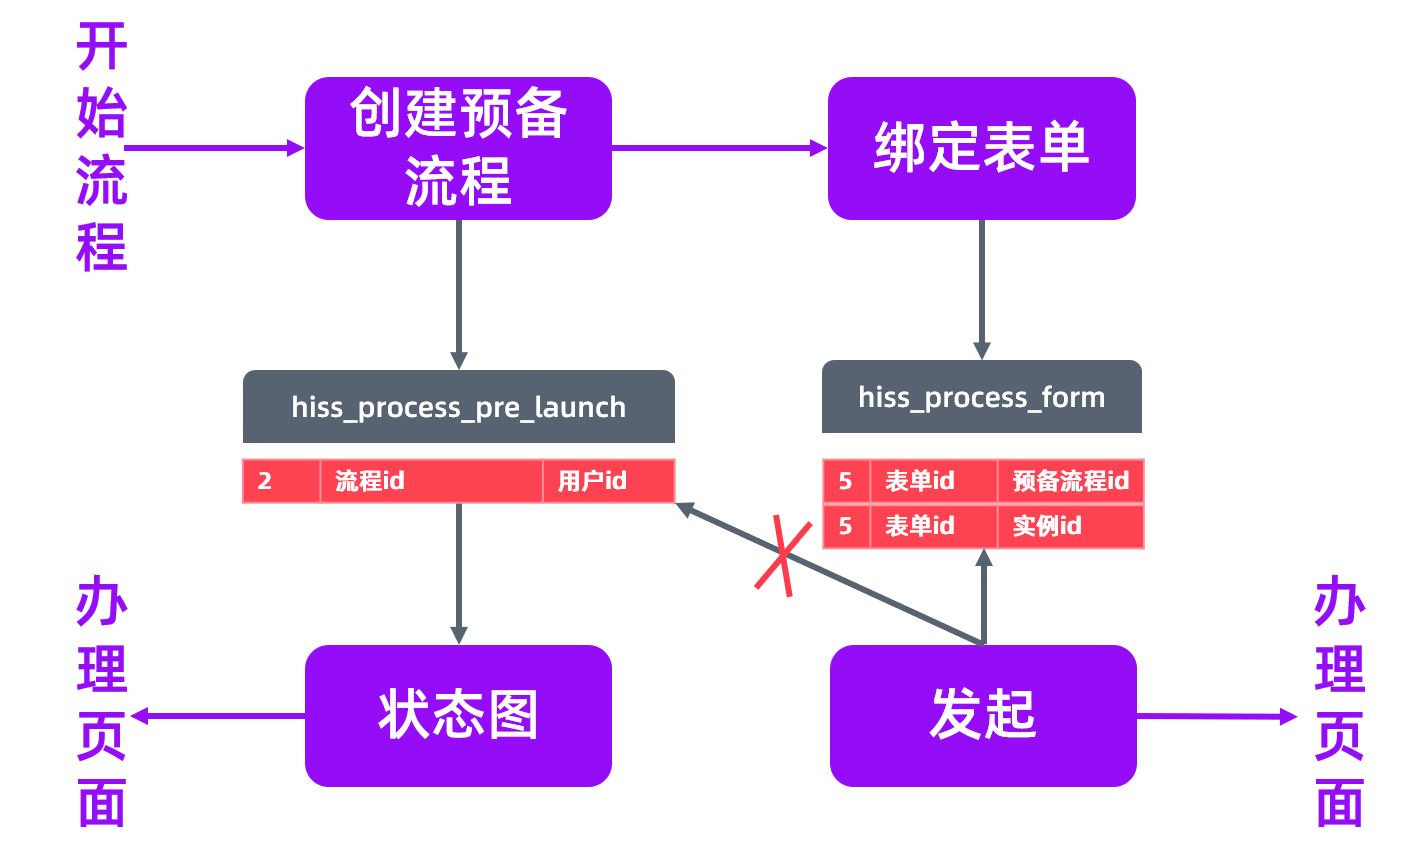 开始流程
创建预备
流程
绑定表单
hiss_process_pre_launch
hiss_process_form
2 流程id 用户id
5 表单id 预备流程id
5 表单id 实例id
办理页面
状态图
发起
办理页面